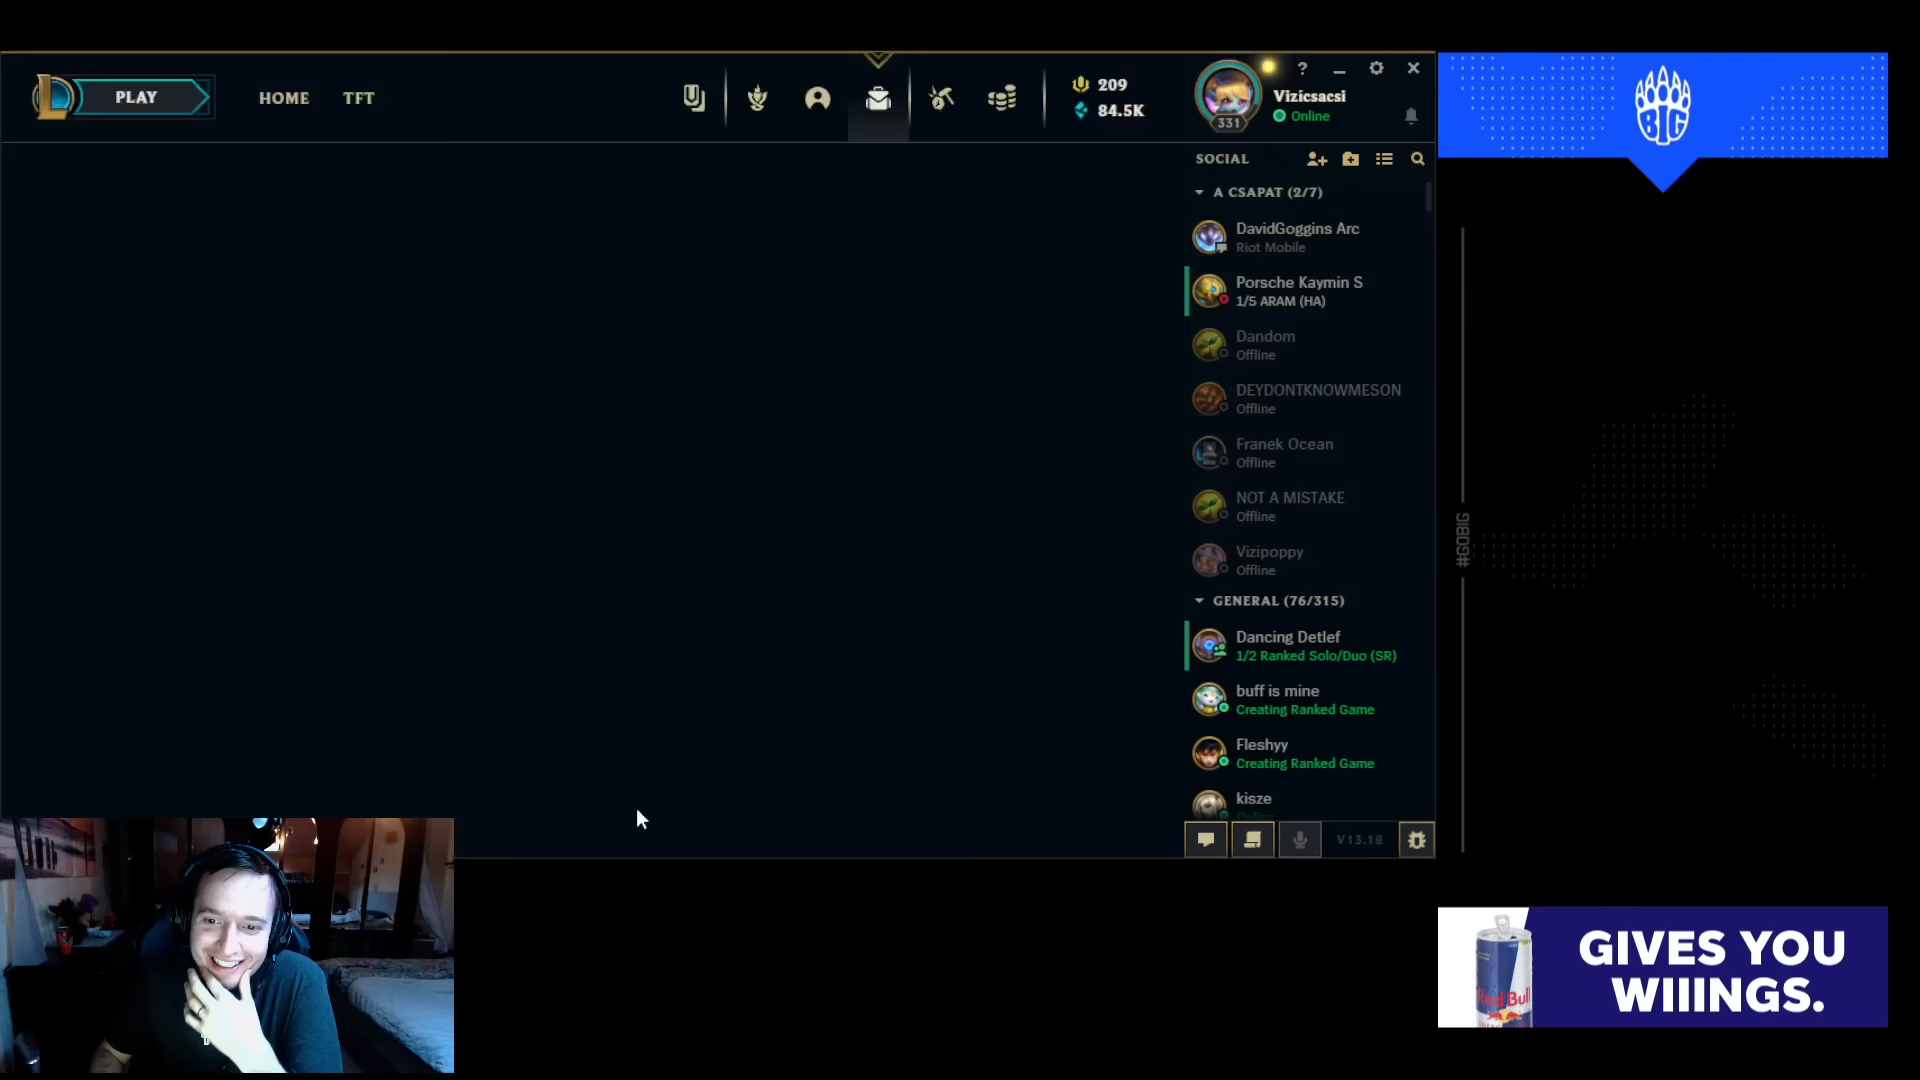 PLAY
HOME
TFT
209
84.5K
331
?
Vizicsacsi
Online
SOCIAL
A CSAPAT (2/7)
DavidGoggins Arc
Riot Mobile
Porsche Kaymin S
1/5 ARAM (HA)
Dandom
Offline
DEYDONTKNOWMESON
Offline
Franek Ocean
Offline
NOT A MISTAKE
Offline
Vizipoppy
Offline
GENERAL (76/315)
Dancing Detlef
1/2 Ranked Solo/Duo (SR)
buff is mine
Creating Ranked Game
Fleshyy
Creating Ranked Game
kisze
Online
V13.18
BIG
#GOBIG
Red Bull
GIVES YOU
WIIINGS.